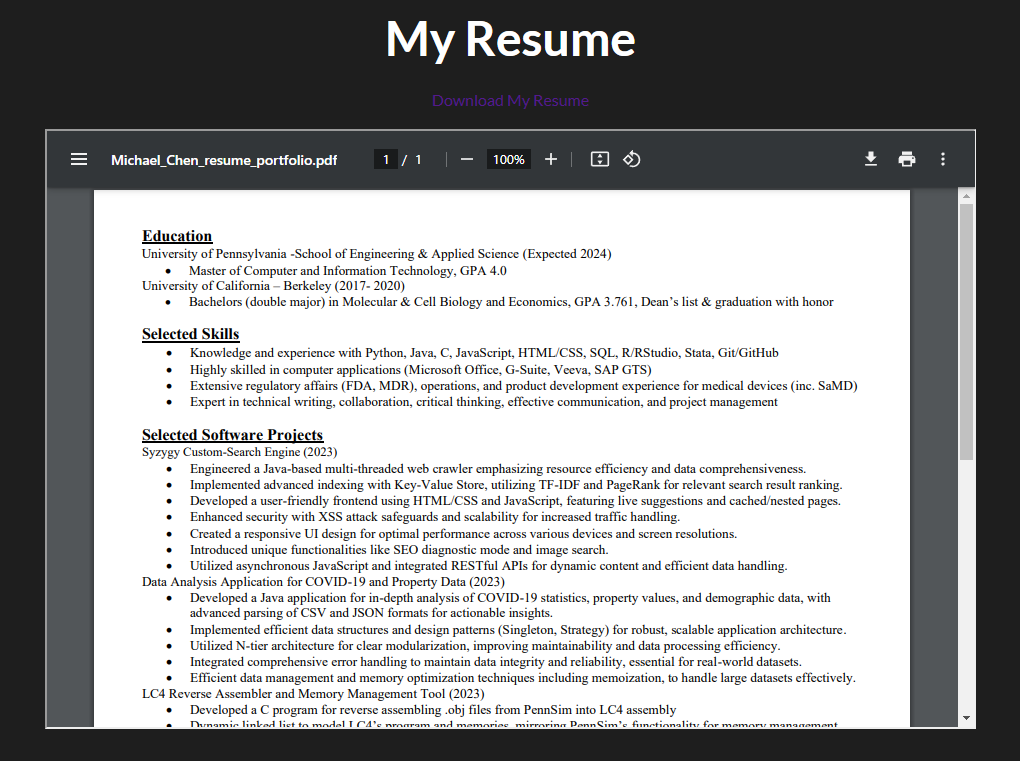 My Resume
Download My Resume
Michael_Chen_resume_portfolio.pdf 1 / 1 100%
Education
University of Pennsylvania -School of Engineering & Applied Science (Expected 2024)
• Master of Computer and Information Technology, GPA 4.0
University of California – Berkeley (2017- 2020)
• Bachelors (double major) in Molecular & Cell Biology and Economics, GPA 3.761, Dean’s list & graduation with honor
Selected Skills
• Knowledge and experience with Python, Java, C, JavaScript, HTML/CSS, SQL, R/RStudio, Stata, Git/GitHub
• Highly skilled in computer applications (Microsoft Office, G-Suite, Veeva, SAP GTS)
• Extensive regulatory affairs (FDA, MDR), operations, and product development experience for medical devices (inc. SaMD)
• Expert in technical writing, collaboration, critical thinking, effective communication, and project management
Selected Software Projects
Syzygy Custom-Search Engine (2023)
• Engineered a Java-based multi-threaded web crawler emphasizing resource efficiency and data comprehensiveness.
• Implemented advanced indexing with Key-Value Store, utilizing TF-IDF and PageRank for relevant search result ranking.
• Developed a user-friendly frontend using HTML/CSS and JavaScript, featuring live suggestions and cached/nested pages.
• Enhanced security with XSS attack safeguards and scalability for increased traffic handling.
• Created a responsive UI design for optimal performance across various devices and screen resolutions.
• Introduced unique functionalities like SEO diagnostic mode and image search.
• Utilized asynchronous JavaScript and integrated RESTful APIs for dynamic content and efficient data handling.
Data Analysis Application for COVID-19 and Property Data (2023)
• Developed a Java application for in-depth analysis of COVID-19 statistics, property values, and demographic data, with
advanced parsing of CSV and JSON formats for actionable insights.
• Implemented efficient data structures and design patterns (Singleton, Strategy) for robust, scalable application architecture.
• Utilized N-tier architecture for clear modularization, improving maintainability and data processing efficiency.
• Integrated comprehensive error handling to maintain data integrity and reliability, essential for real-world datasets.
• Efficient data management and memory optimization techniques including memoization, to handle large datasets effectively.
LC4 Reverse Assembler and Memory Management Tool (2023)
• Developed a C program for reverse assembling .obj files from PennSim into LC4 assembly
• Dynamic linked list to model LC4’s program and memories, mirroring PennSim’s functionality for memory management